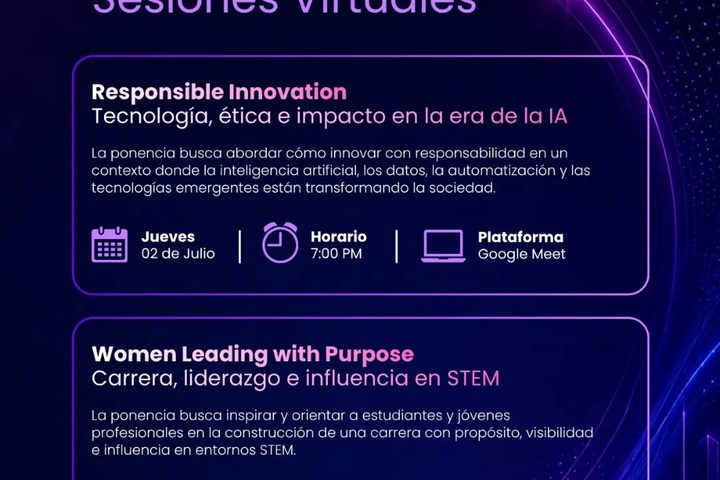 Sesiones Virtuales
Responsible Innovation
Tecnología, ética e impacto en la era de la IA
La ponencia busca abordar cómo innovar con responsabilidad en un
contexto donde la inteligencia artificial, los datos, la automatización y las
tecnologías emergentes están transformando la sociedad.
Jueves
02 de Julio
Horario
7:00 PM
Plataforma
Google Meet
Women Leading with Purpose
Carrera, liderazgo e influencia en STEM
La ponencia busca inspirar y orientar a estudiantes y jóvenes
profesionales en la construcción de una carrera con propósito, visibilidad
e influencia en entornos STEM.